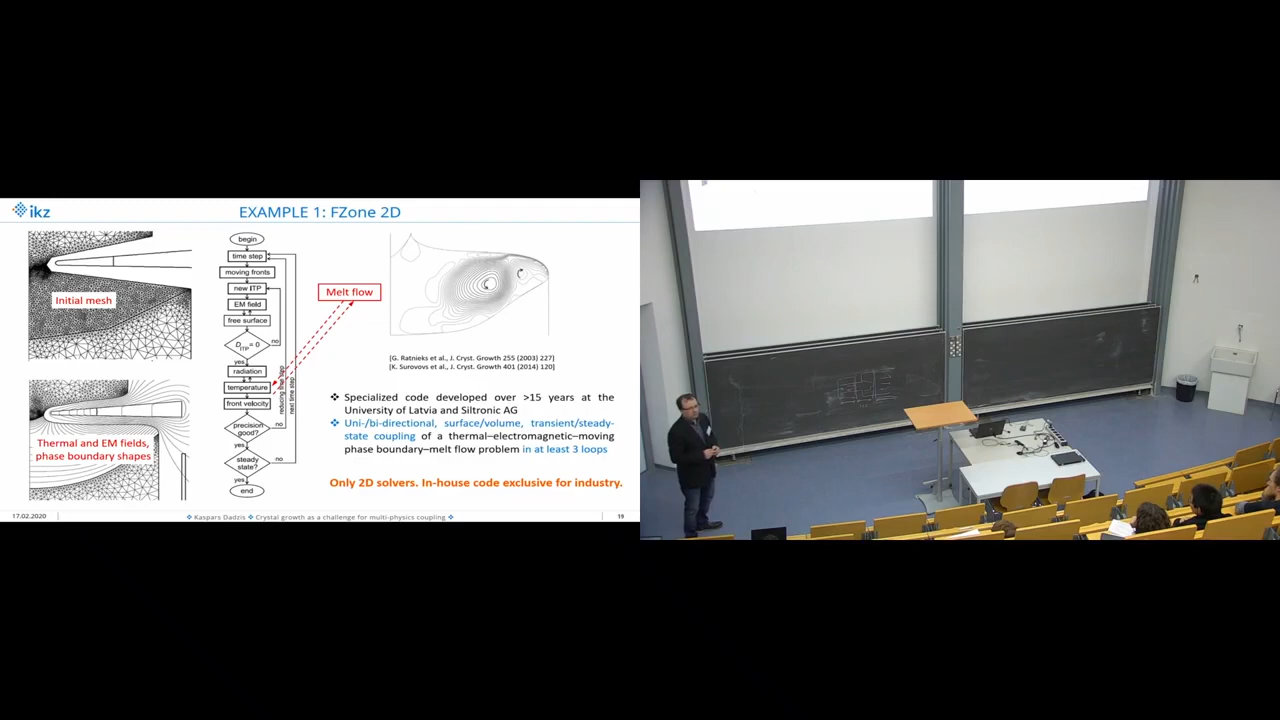 ikz
EXAMPLE 1: FZone 2D
Initial mesh
Thermal and EM fields,
phase boundary shapes
begin
time step
moving fronts
new ITP
EM field
free surface
D_ITP = 0
no
yes
radiation
temperature
front velocity
precision
good?
no
yes
steady
state?
no
yes
end
reducing time step
next time step
Melt flow
[G. Ratnieks et al., J. Cryst. Growth 255 (2003) 227]
[K. Surovovs et al., J. Cryst. Growth 401 (2014) 120]
❖ Specialized code developed over >15 years at the
University of Latvia and Siltronic AG
❖ Uni-/bi-directional, surface/volume, transient/steady-
state coupling of a thermal–electromagnetic–moving
phase boundary–melt flow problem in at least 3 loops
Only 2D solvers. In-house code exclusive for industry.
17.02.2020
❖ Kaspars Dadzis ❖ Crystal growth as a challenge for multi-physics coupling ❖
19